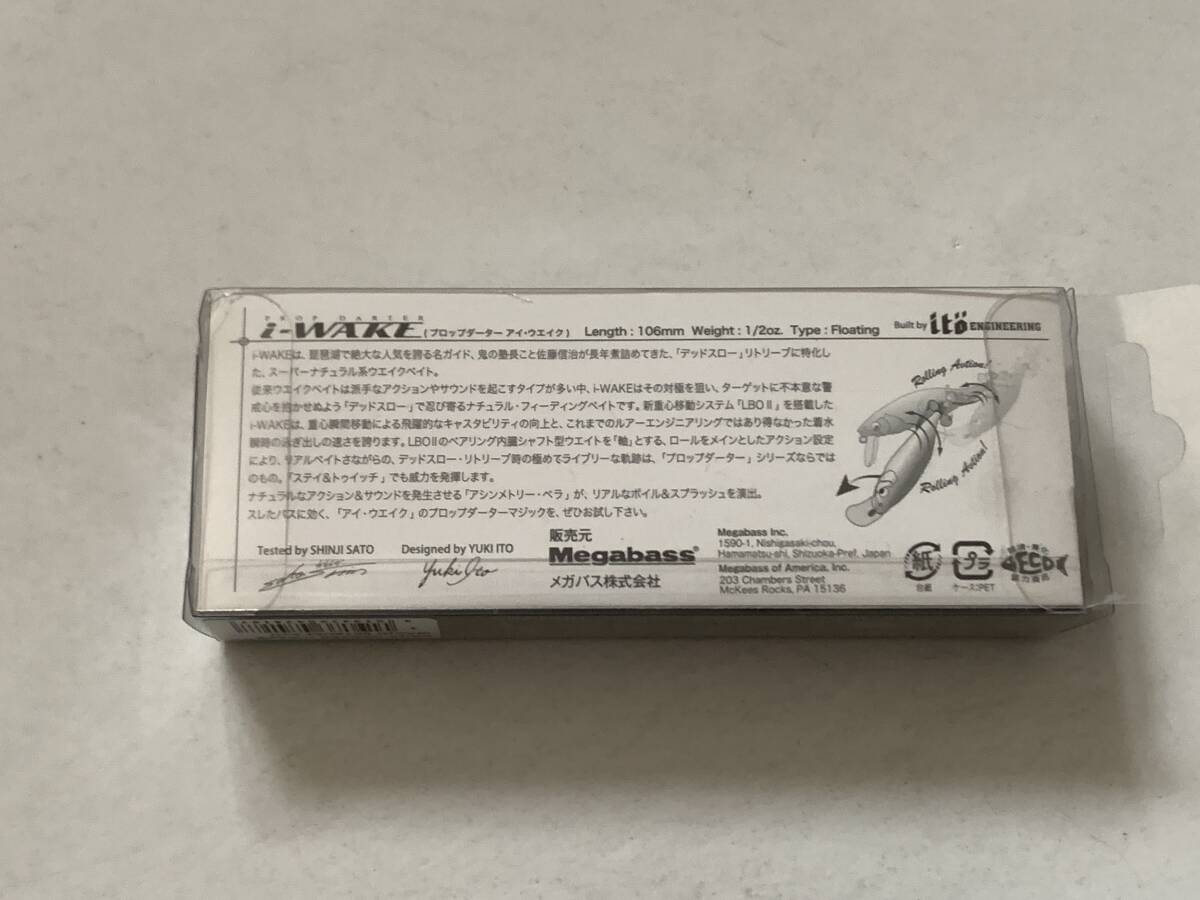 PROP DARTER
i-WAKE (プロップダーター アイ・ウエイク) Length : 106mm Weight : 1/2oz. Type : Floating Built by itö ENGINEERING
i-WAKEは、琵琶湖で絶大な人気を誇る名ガイド、鬼の塾長こと佐藤信治が長年煮詰めてきた、「デッドスロー」リトリーブに特化し
た、スーパーナチュラル系ウエイクベイト。
従来ウエイクベイトは派手なアクションやサウンドを起こすタイプが多い中、i-WAKEはその対極を狙い、ターゲットに不本意な警
戒心を抱かせぬよう「デッドスロー」で忍び寄るナチュラル・フィーディングベイトです。新重心移動システム「LBOⅡ」を搭載した
i-WAKEは、重心瞬間移動による飛躍的なキャスタビリティの向上と、これまでのルアーエンジニアリングではあり得なかった着水
瞬時の泳ぎ出しの速さを誇ります。LBOⅡのベアリング内臓シャフト型ウエイトを「軸」とする、ロールをメインとしたアクション設定
により、リアルベイトさながらの、デッドスロー・リトリーブ時の極めてライブリーな軌跡は、「プロップダーター」シリーズならでは
のもの。「ステイ&トゥイッチ」でも威力を発揮します。
ナチュラルなアクション&サウンドを発生させる「アシンメトリー・ペラ」が、リアルなボイル&スプラッシュを演出。
スレたバスに効く、「アイ・ウエイク」のプロップダーターマジックを、ぜひお試し下さい。
Rolling Action!
Rolling Action!
Tested by SHINJI SATO
Designed by YUKI ITO
Yuki Ito
販売元
Megabass®
メガバス株式会社
Megabass Inc.
1590-1, Nishigasaki-chou,
Hamamatsu-shi, Shizuoka-Pref, Japan
Megabass of America, Inc.
203 Chambers Street
McKees Rocks, PA 15136
紙
台紙
プラ
ケース:PET
ECO